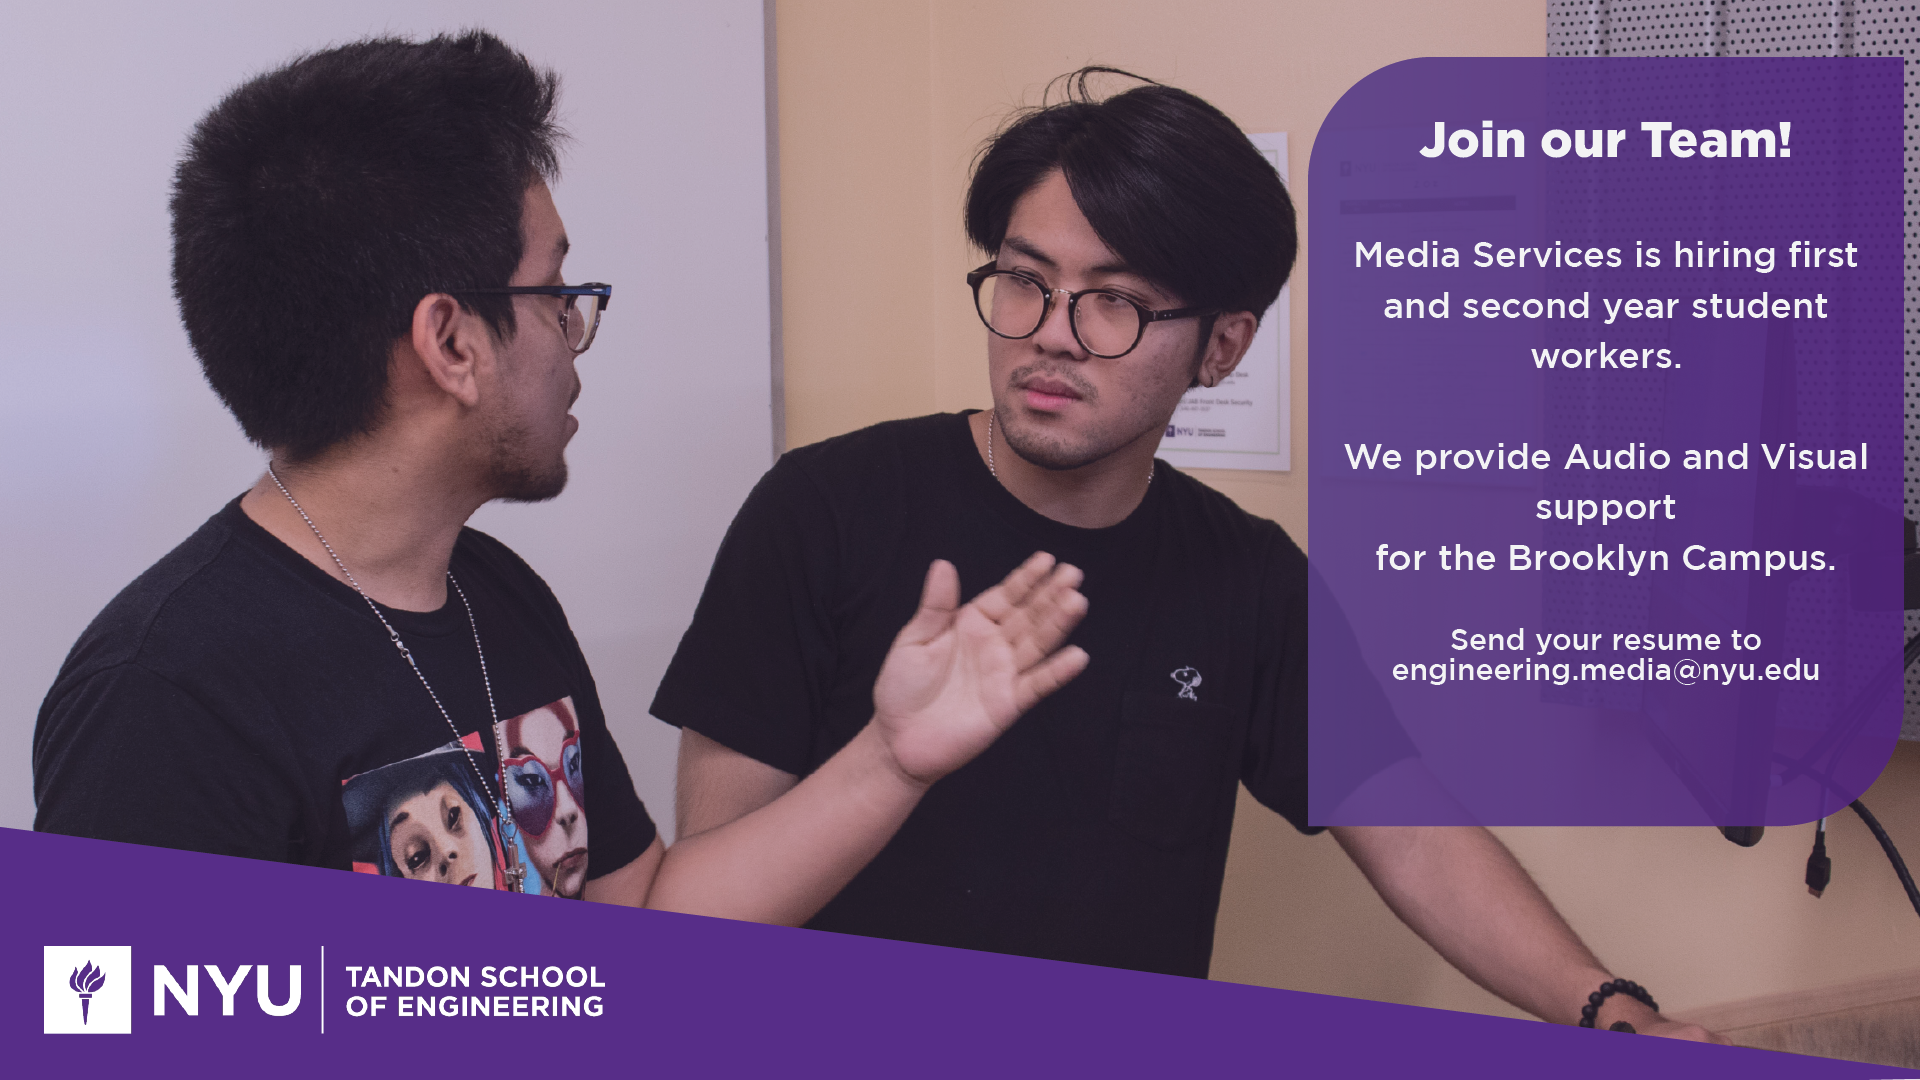 Join our Team!
Media Services is hiring first
and second year student
workers.
We provide Audio and Visual
support
for the Brooklyn Campus.
Send your resume to
engineering.media@nyu.edu
NYU
NYU
TANDON SCHOOL
OF ENGINEERING